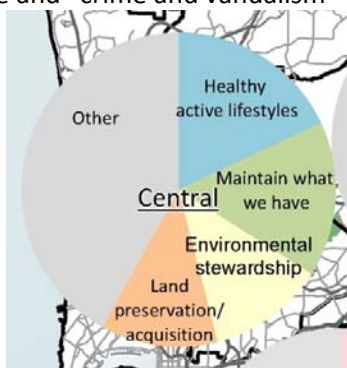 e and "crime and vandalism"
Healthy
active lifestyles
Other
Maintain what
we have
Central
Environmental
stewardship
Land
preservation/
acquisition